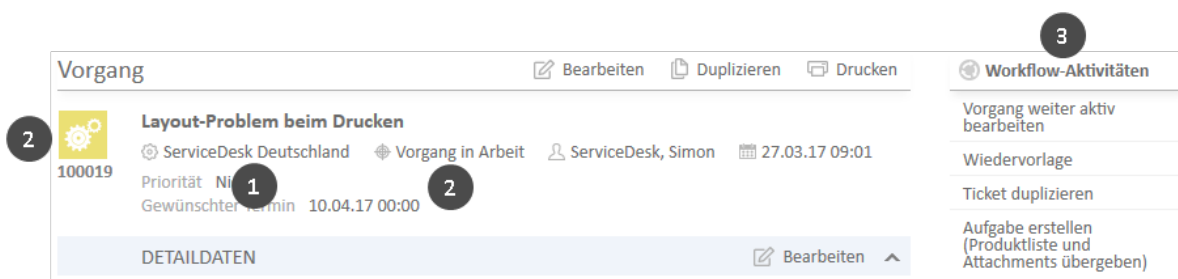 3
Vorgang Bearbeiten Duplizieren Drucken
Workflow-Aktivitäten
2
Layout-Problem beim Drucken
ServiceDesk Deutschland Vorgang in Arbeit ServiceDesk, Simon 27.03.17 09:01
100019
Priorität
1
2
Gewünschter 10.04.17 00:00
DETAILDATEN Bearbeiten
Vorgang weiter aktiv
bearbeiten
Wiedervorlage
Ticket duplizieren
Aufgabe erstellen
(Produktliste und
Attachments übergeben)